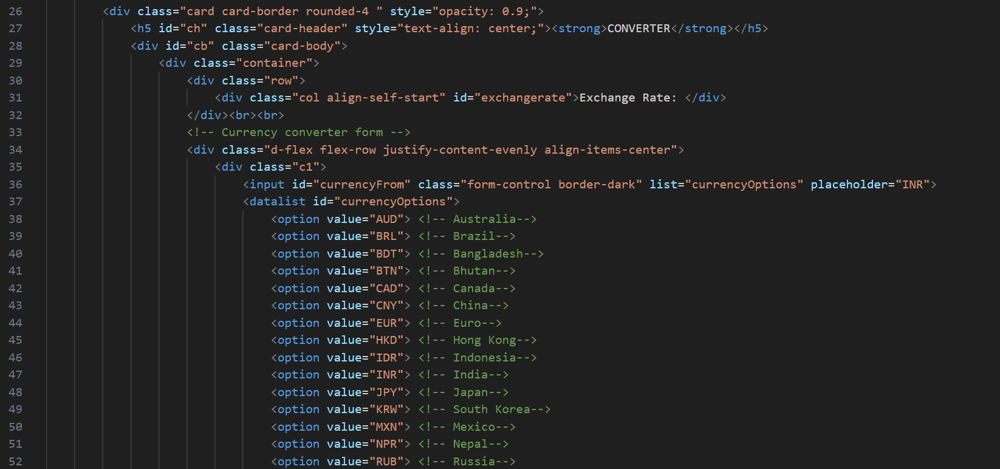 26 <div class="card card-border rounded-4 " style="opacity: 0.9;">
27 <h5 id="ch" class="card-header" style="text-align: center;"><strong>CONVERTER</strong></h5>
28 <div id="cb" class="card-body">
29 <div class="container">
30 <div class="row">
31 <div class="col align-self-start" id="exchangerate">Exchange Rate: </div>
32 </div><br><br>
33 <!-- Currency converter form -->
34 <div class="d-flex flex-row justify-content-evenly align-items-center">
35 <div class="c1">
36 <input id="currencyFrom" class="form-control border-dark" list="currencyOptions" placeholder="INR">
37 <datalist id="currencyOptions">
38 <option value="AUD"> <!-- Australia-->
39 <option value="BRL"> <!-- Brazil-->
40 <option value="BDT"> <!-- Bangladesh-->
41 <option value="BTN"> <!-- Bhutan-->
42 <option value="CAD"> <!-- Canada-->
43 <option value="CNY"> <!-- China-->
44 <option value="EUR"> <!-- Euro-->
45 <option value="HKD"> <!-- Hong Kong-->
46 <option value="IDR"> <!-- Indonesia-->
47 <option value="INR"> <!-- India-->
48 <option value="JPY"> <!-- Japan-->
49 <option value="KRW"> <!-- South Korea-->
50 <option value="MXN"> <!-- Mexico-->
51 <option value="NPR"> <!-- Nepal-->
52 <option value="RUB"> <!-- Russia-->